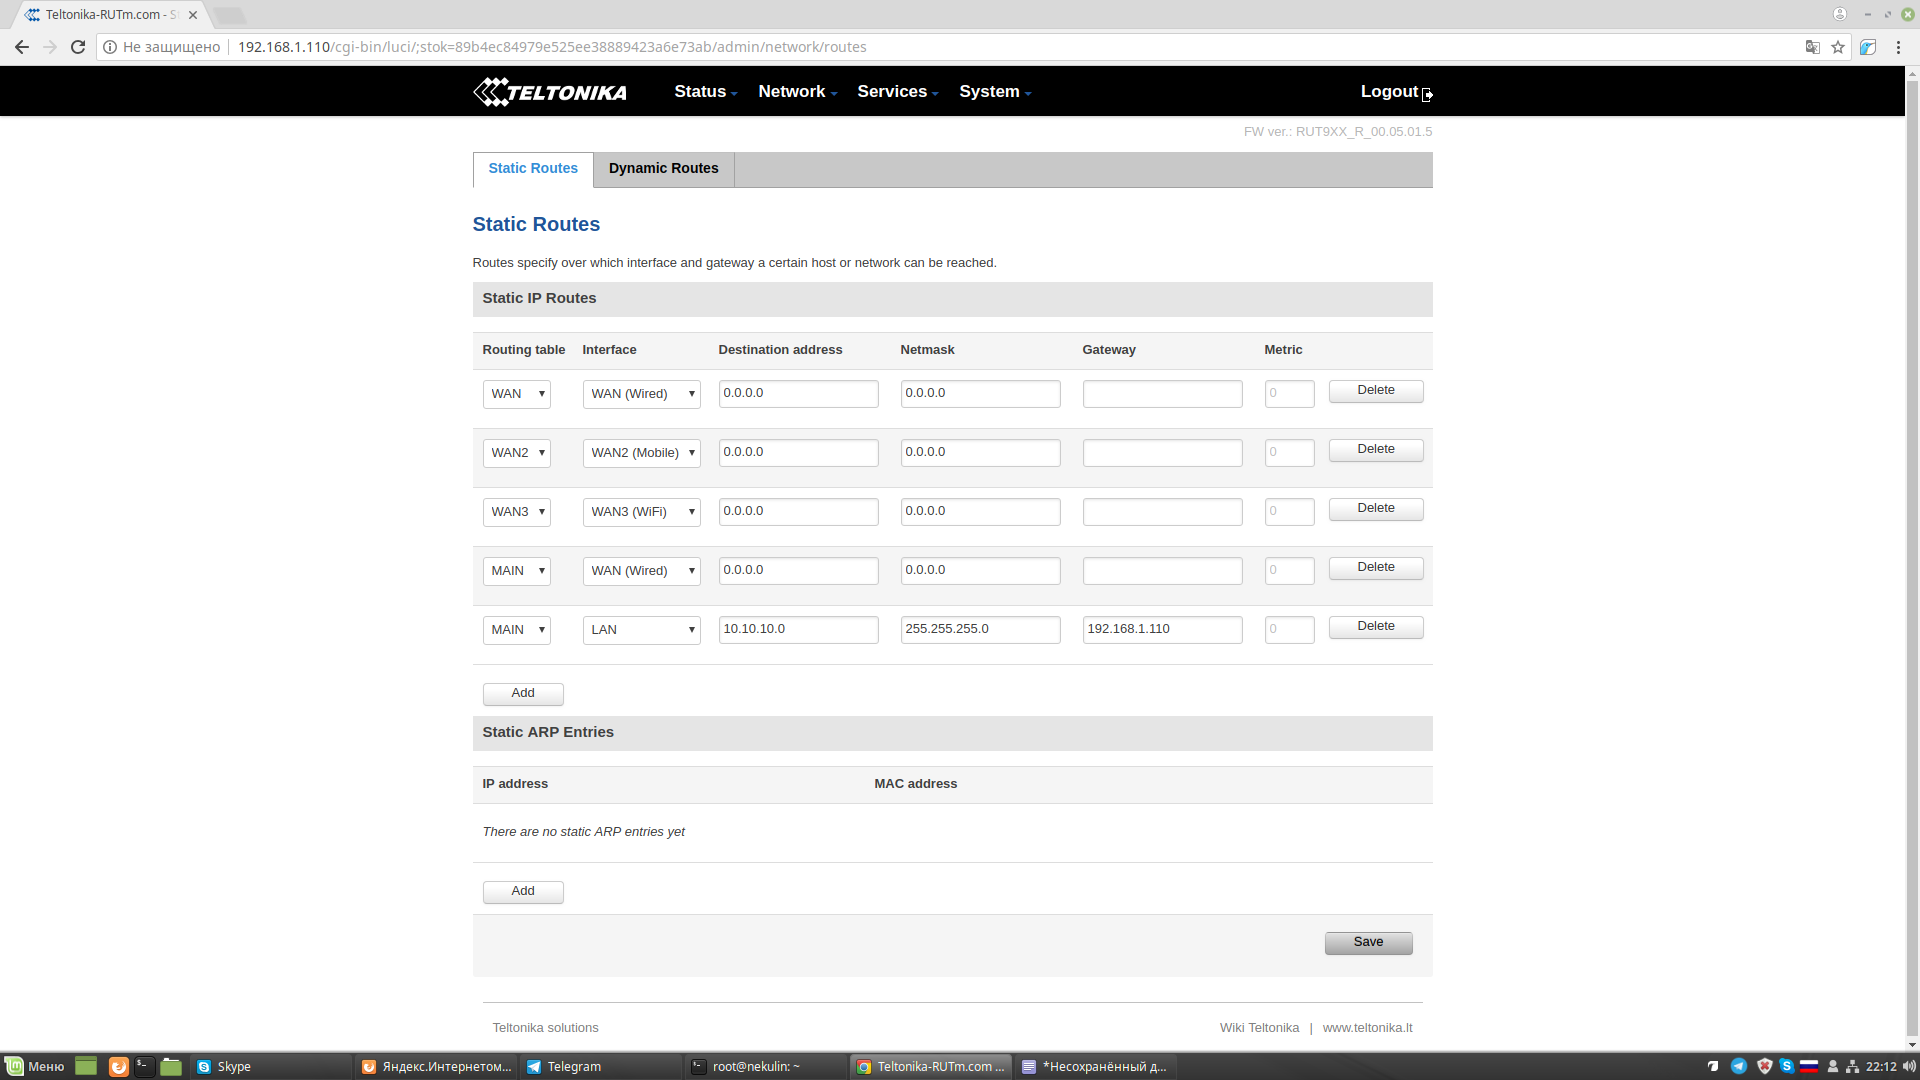 Teltonika-RUTm.com - S
Не защищено 192.168.1.110/cgi-bin/luci/;stok=89b4ec84979e525ee38889423a6e73ab/admin/network/routes
TELTONIKA Status Network Services System Logout
FW ver.: RUT9XX_R_00.05.01.5
Static Routes Dynamic Routes
Static Routes
Routes specify over which interface and gateway a certain host or network can be reached.
Static IP Routes
Routing table Interface Destination address Netmask Gateway Metric
WAN WAN (Wired) 0.0.0.0 0.0.0.0 0 Delete
WAN2 WAN2 (Mobile) 0.0.0.0 0.0.0.0 0 Delete
WAN3 WAN3 (WiFi) 0.0.0.0 0.0.0.0 0 Delete
MAIN WAN (Wired) 0.0.0.0 0.0.0.0 0 Delete
MAIN LAN 10.10.10.0 255.255.255.0 192.168.1.110 0 Delete
Add
Static ARP Entries
IP address MAC address
There are no static ARP entries yet
Add
Save
Teltonika solutions Wiki Teltonika | www.teltonika.lt
Меню Skype Яндекс.Интернетом... Telegram root@nekulin: ~ Teltonika-RUTm.com ... *Несохранённый д... 22:12